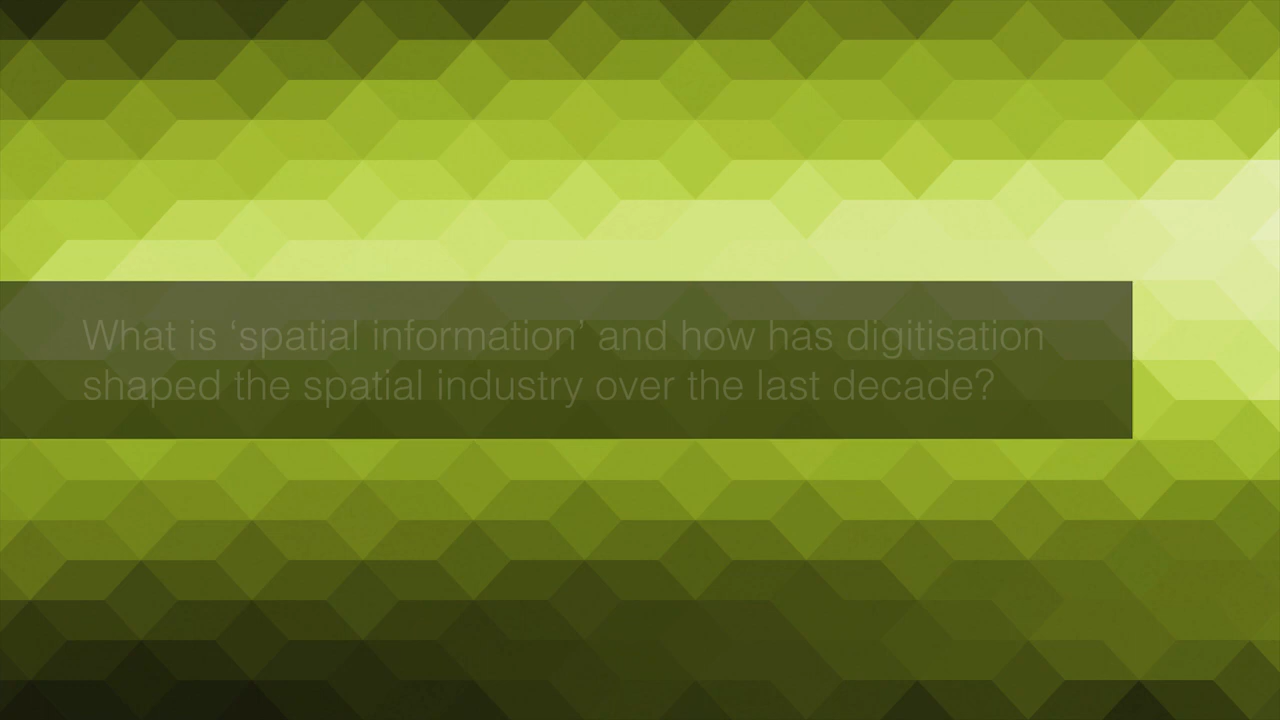 What is ‘spatial information’ and how has digitisation
shaped the spatial industry over the last decade?